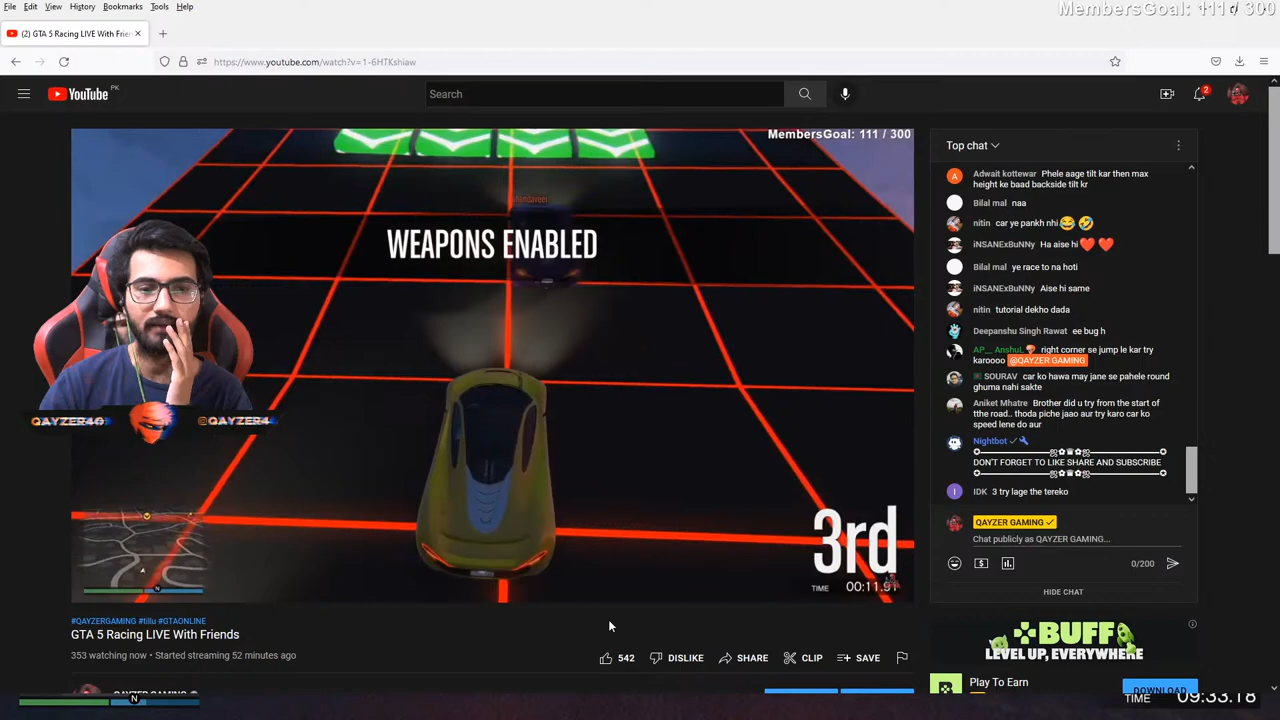 File Edit View History Bookmarks Tools Help
MembersGoal: 111 / 300
(2) GTA 5 Racing LIVE With Frien
https://www.youtube.com/watch?v=1-6HTKshiaw
YouTube PK
Search
2
MembersGoal: 111 / 300
WEAPONS ENABLED
QAYZER4
3rd
TIME 00:11.91
Top chat
Adwait kottewar Phele aage tilt kar then max
height ke baad backside tilt kr
Bilal mal naa
nitin car ye pankh nhi😂🤣
iNSANExBuNNy Ha aise hi❤️❤️
Bilal mal ye race to na hoti
iNSANExBuNNy Aise hi same
nitin tutorial dekho dada
Deepanshu Singh Rawat ee bug h
AP__AnshuL right corner se jump le kar try
karoooo @QAYZER GAMING
SOURAV car ko hawa may jane se pahele round
ghuma nahi sakte
Aniket Mhatre Brother did u try from the start of
tthe road.. thoda piche jaao aur try karo car ko
speed lene do aur
Nightbot
DON'T FORGET TO LIKE SHARE AND SUBSCRIBE
IDK 3 try lage the tereko
QAYZER GAMING
Chat publicly as QAYZER GAMING...
0/200
HIDE CHAT
#QAYZERGAMING #tillu #GTAONLINE
GTA 5 Racing LIVE With Friends
353 watching now • Started streaming 52 minutes ago
542 DISLIKE SHARE CLIP SAVE
QAYZER GAMING
BUFF
LEVEL UP, EVERYWHERE
Play To Earn
DOWNLOAD
N
TIME 09:33.18